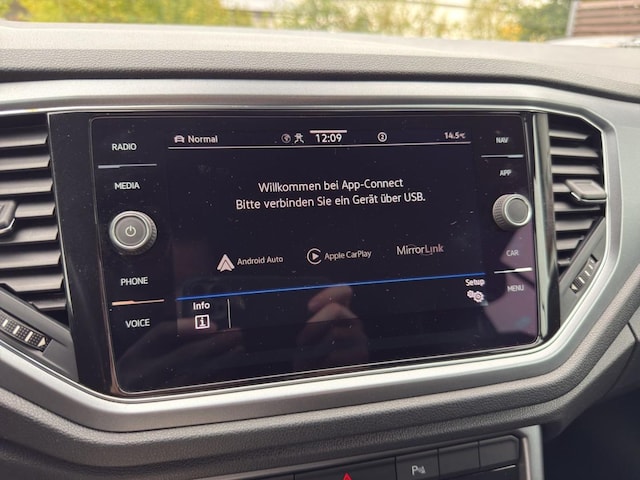 RADIO
MEDIA
PHONE
VOICE
Normal
12:09
2
14.5°C
Willkommen bei App-Connect
Bitte verbinden Sie ein Gerät über USB.
Android Auto
Apple CarPlay
MirrorLink
Info
Setup
NAV
APP
CAR
MENU
P